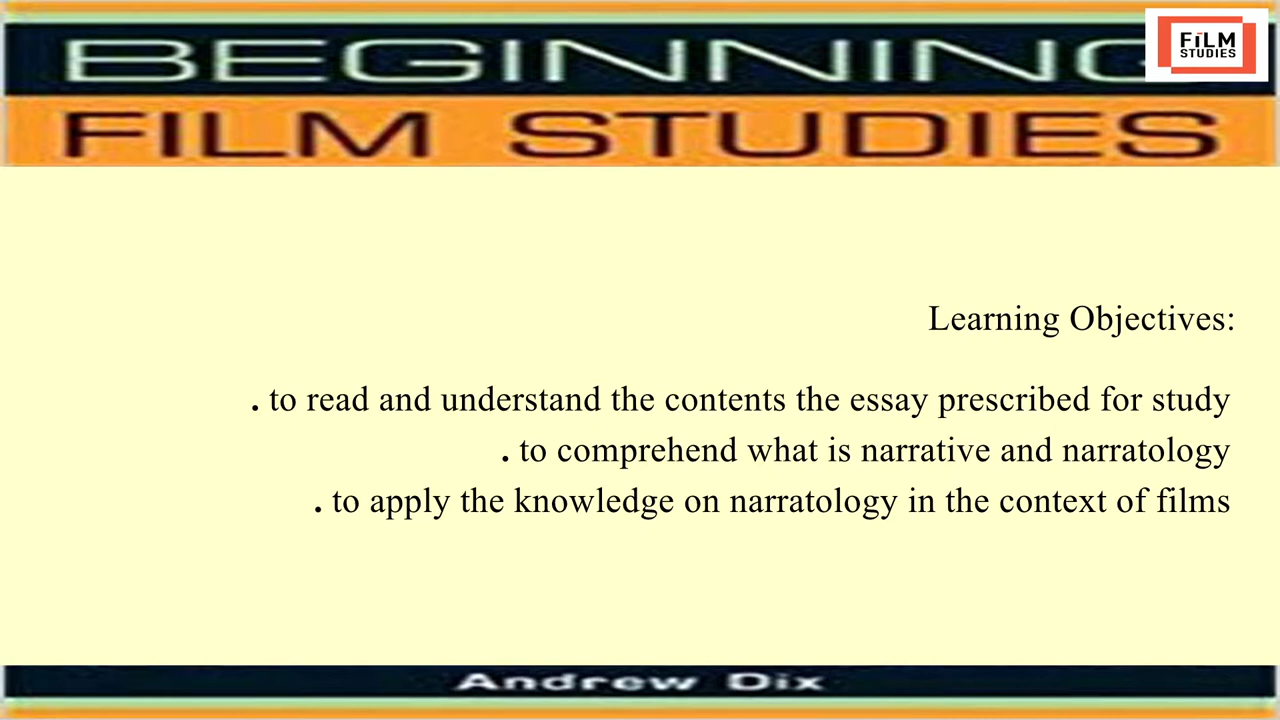 BEGINNING
FiLM
STUDIES
FILM STUDIES
Learning Objectives:
. to read and understand the contents the essay prescribed for study
. to comprehend what is narrative and narratology
. to apply the knowledge on narratology in the context of films
Andrew Dix